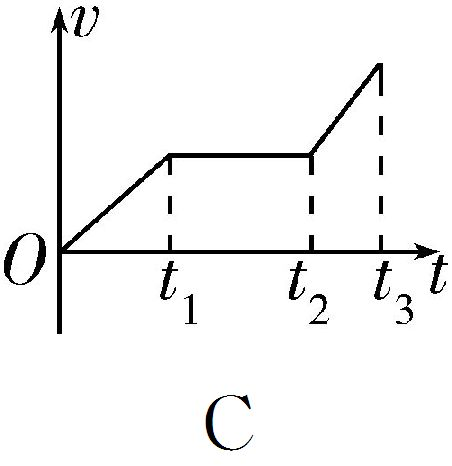 v
O t₁ t₂ t₃ t
C